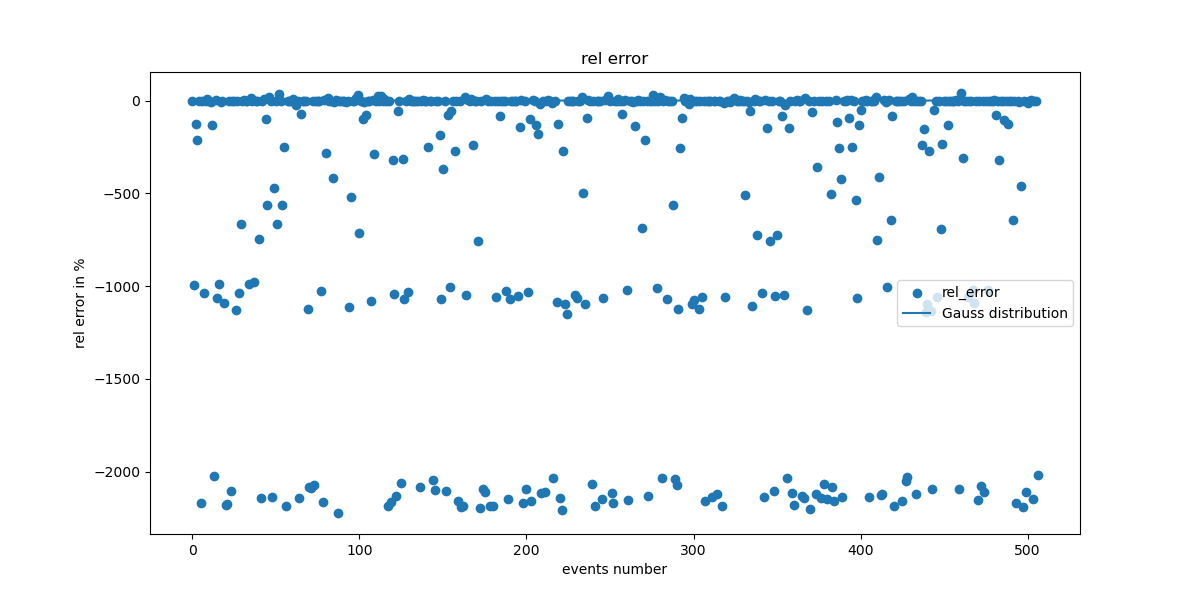 rel error
rel error in %
0
−500
−1000
−1500
−2000
rel_error
Gauss distribution
0 100 200 300 400 500
events number